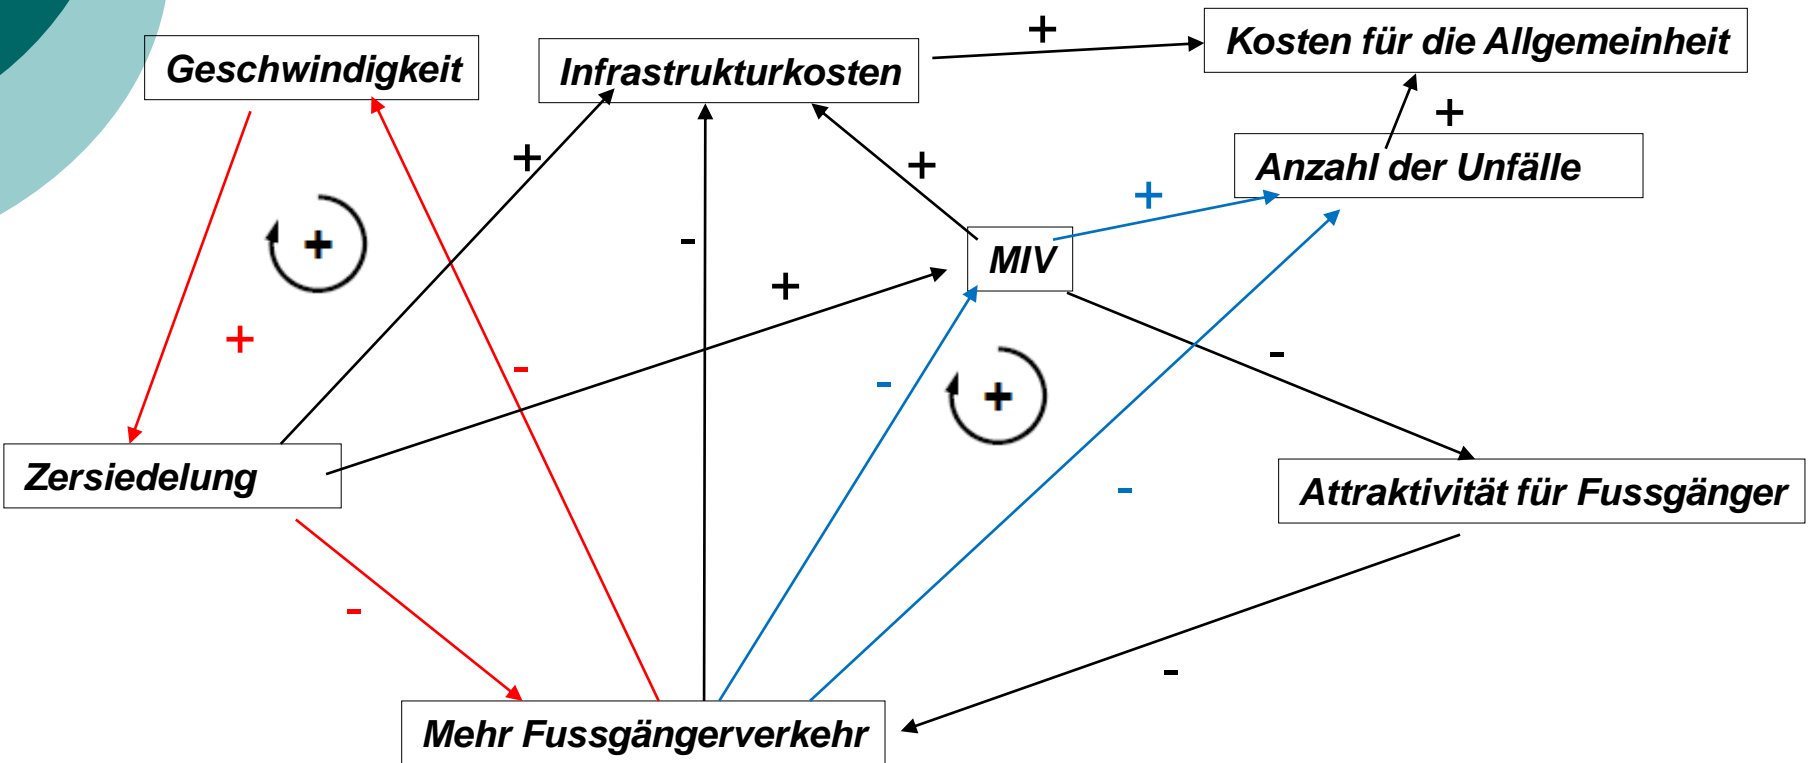 +
Kosten für die Allgemeinheit
Geschwindigkeit
Infrastrukturkosten
+
Anzahl der Unfälle
+
+
+
+
-
MIV
+
+
-
+
-
-
+
Zersiedelung
Attraktivität für Fussgänger
-
-
-
Mehr Fussgängerverkehr